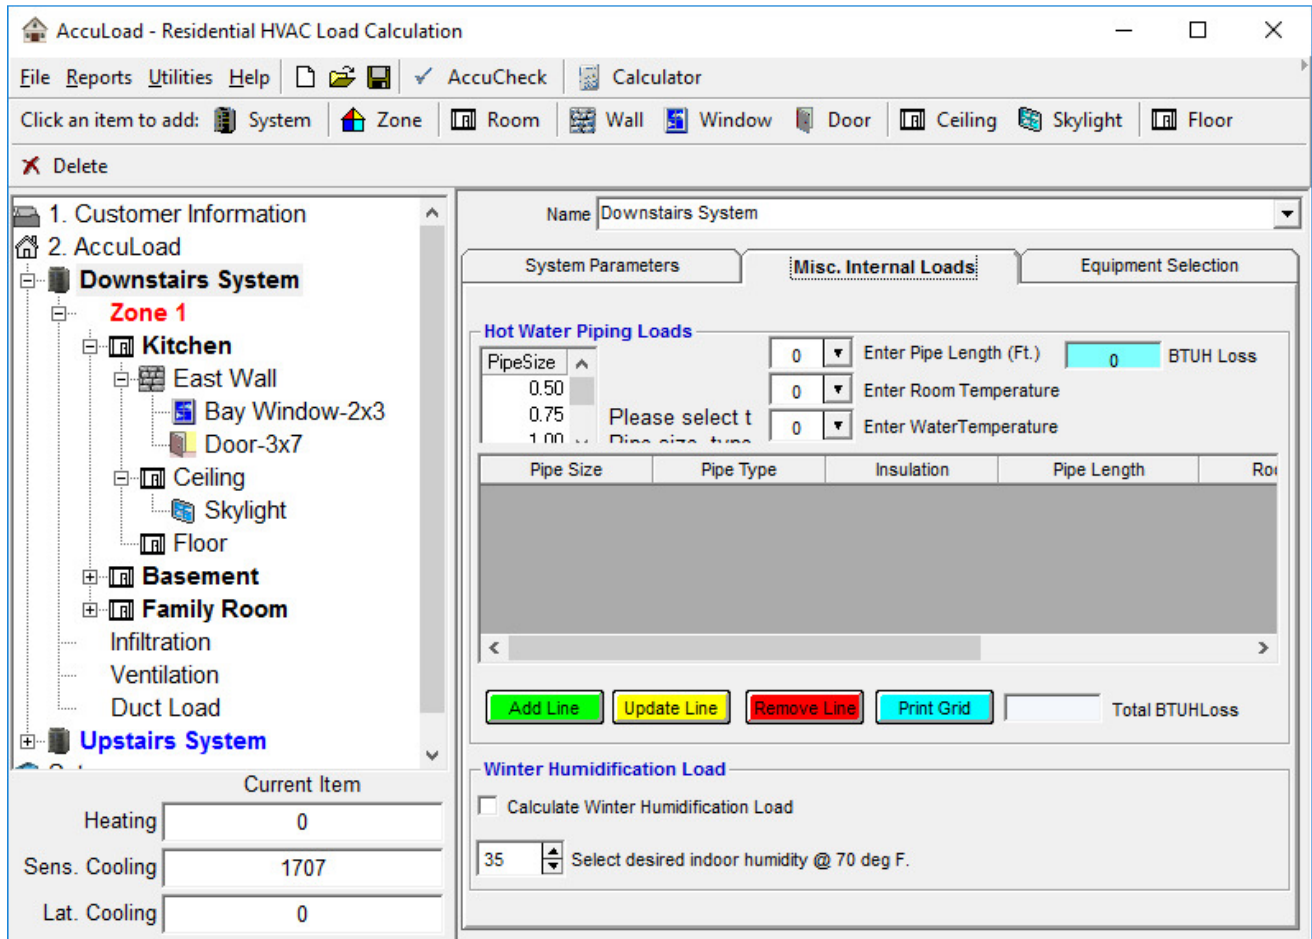 AccuLoad - Residential HVAC Load Calculation
File Reports Utilities Help AccuCheck Calculator
Click an item to add: System Zone Room Wall Window Door Ceiling Skylight Floor
Delete
1. Customer Information
2. AccuLoad
Downstairs System
Zone 1
Kitchen
East Wall
Bay Window-2x3
Door-3x7
Ceiling
Skylight
Floor
Basement
Family Room
Infiltration
Ventilation
Duct Load
Upstairs System
Current Item
Heating 0
Sens. Cooling 1707
Lat. Cooling 0
Name Downstairs System
System Parameters Misc. Internal Loads Equipment Selection
Hot Water Piping Loads
PipeSize
0.50
0.75
1.00
Please select t
Pipe size, type
0 Enter Pipe Length (Ft.) 0 BTUH Loss
0 Enter Room Temperature
0 Enter WaterTemperature
Pipe Size Pipe Type Insulation Pipe Length Roo
Add Line Update Line Remove Line Print Grid Total BTUHLoss
Winter Humidification Load
Calculate Winter Humidification Load
35 Select desired indoor humidity @ 70 deg F.